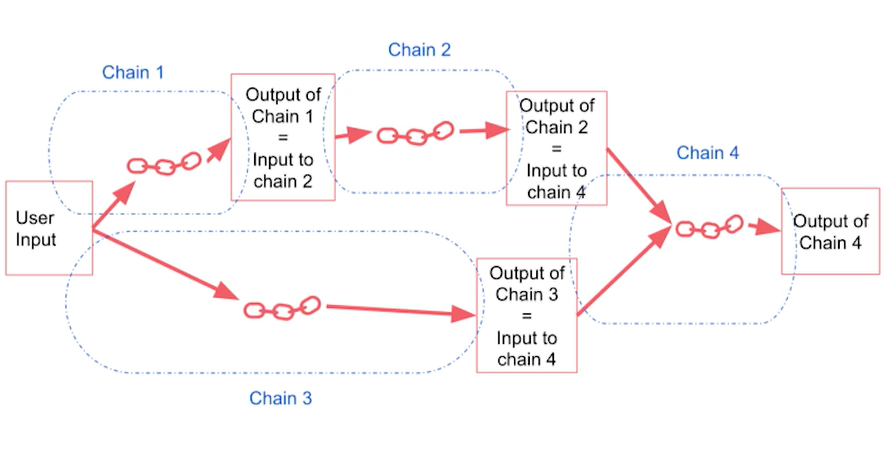 Chain 1
Chain 2
Output of
Chain 1
=
Input to
chain 2
Output of
Chain 2
=
Input to
chain 4
Chain 4
User
Input
Output of
Chain 4
Output of
Chain 3
=
Input to
chain 4
Chain 3